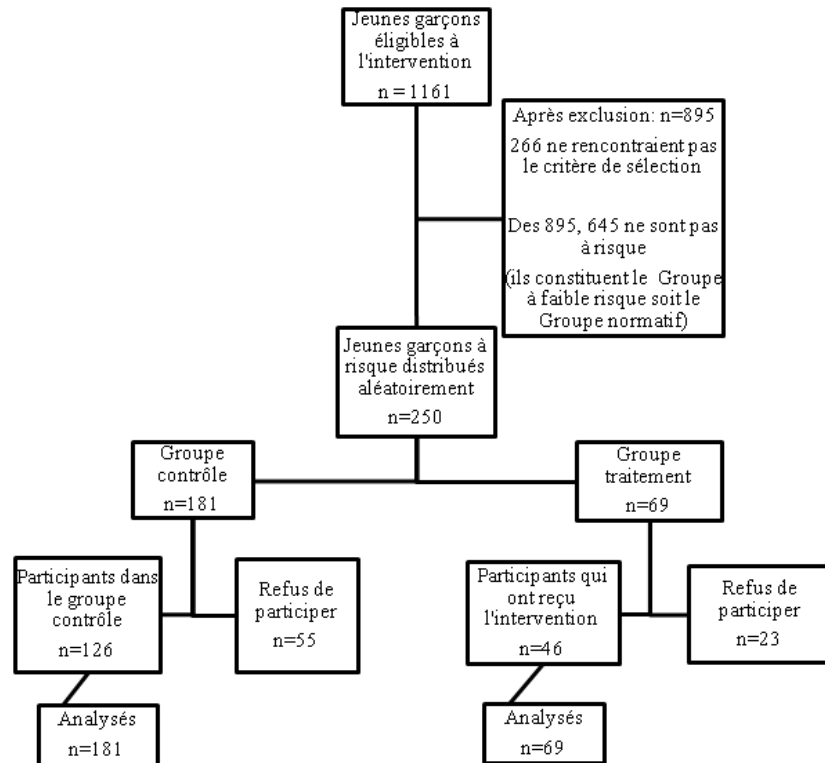 Jeunes garçons
éligibles à
l'intervention
n = 1161
Après exclusion: n=895
266 ne rencontraient pas
le critère de sélection
Des 895, 645 ne sont pas
à risque
(ils constituent le Groupe
à faible risque soit le
Groupe normatif)
Jeunes garçons à
risque distribués
aléatoirement
n=250
Groupe
contrôle
n=181
Groupe
traitement
n=69
Participants dans
le groupe
contrôle
n=126
Refus de
participer
n=55
Participants qui
ont reçu
l'intervention
n=46
Refus de
participer
n=23
Analysés
n=181
Analysés
n=69